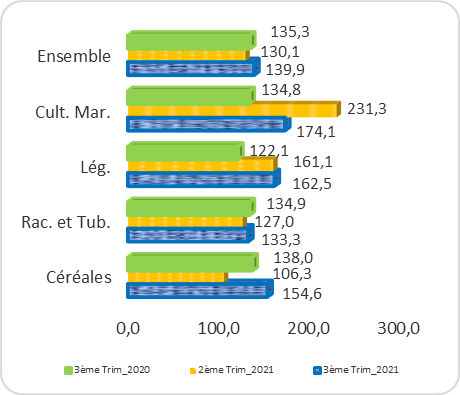 135,3
Ensemble 130,1
139,9
134,8
Cult. Mar. 231,3
174,1
122,1
Lég. 161,1
162,5
134,9
Rac. et Tub. 127,0
133,3
138,0
Céréales 106,3
154,6
0,0 100,0 200,0 300,0
3ème Trim_2020 2ème Trim_2021 3ème Trim_2021